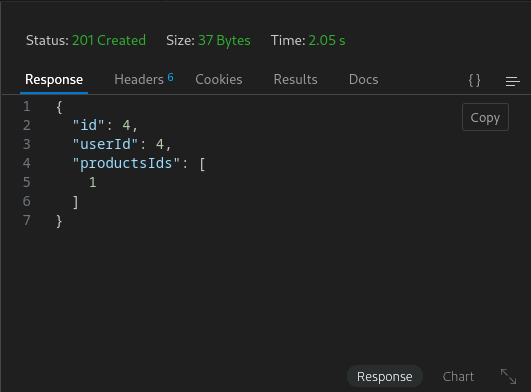 Status: 201 Created Size: 37 Bytes Time: 2.05 s
Response Headers 6 Cookies Results Docs {}
1 {
Copy
2 "id": 4,
3 "userId": 4,
4 "productsIds": [
5 1
6 ]
7 }
Response Chart